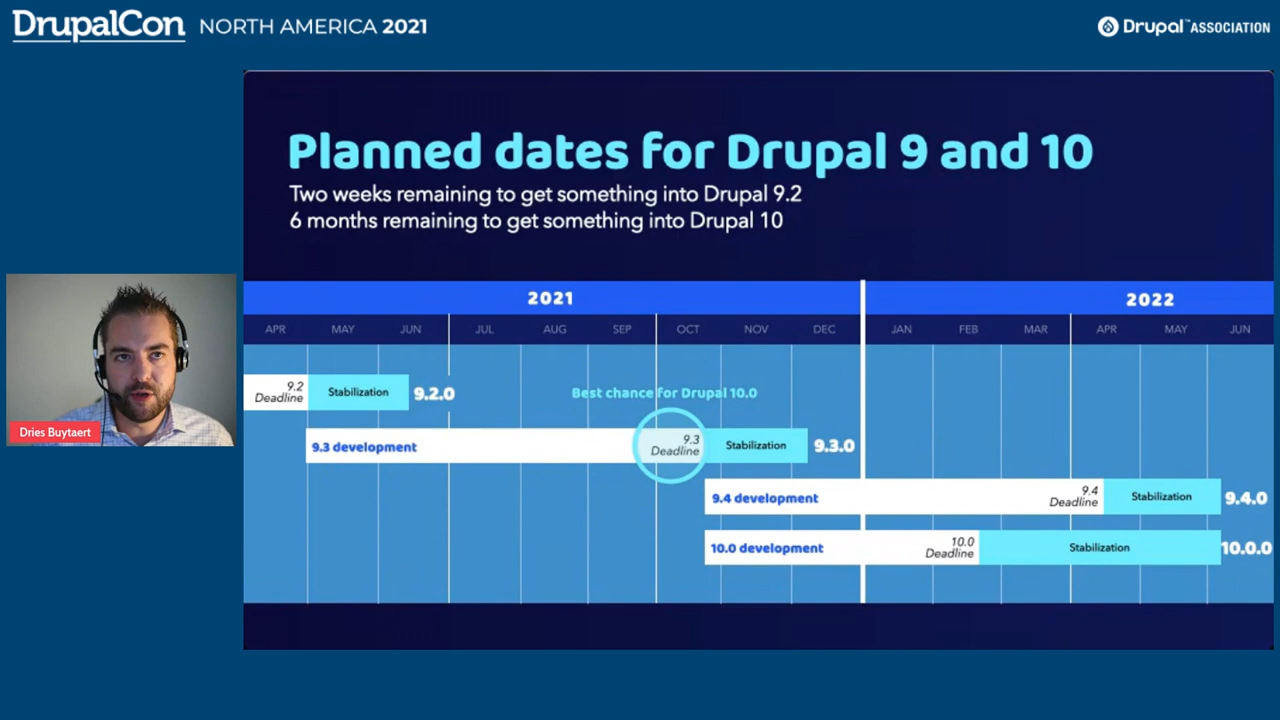 DrupalCon NORTH AMERICA 2021
Drupal™ ASSOCIATION
Planned dates for Drupal 9 and 10
Two weeks remaining to get something into Drupal 9.2
6 months remaining to get something into Drupal 10
2021 2022
APR MAY JUN JUL AUG SEP OCT NOV DEC JAN FEB MAR APR MAY JUN
9.2 Deadline Stabilization 9.2.0
Best chance for Drupal 10.0
9.3 development 9.3 Deadline Stabilization 9.3.0
9.4 development 9.4 Deadline Stabilization 9.4.0
10.0 development 10.0 Deadline Stabilization 10.0.0
Dries Buytaert